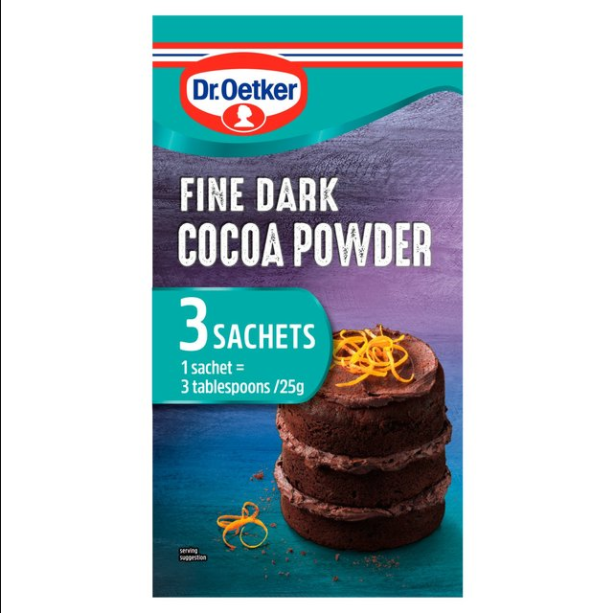 Dr.Oetker
FINE DARK
COCOA POWDER
3 SACHETS
1 sachet =
3 tablespoons /25g
serving
suggestion